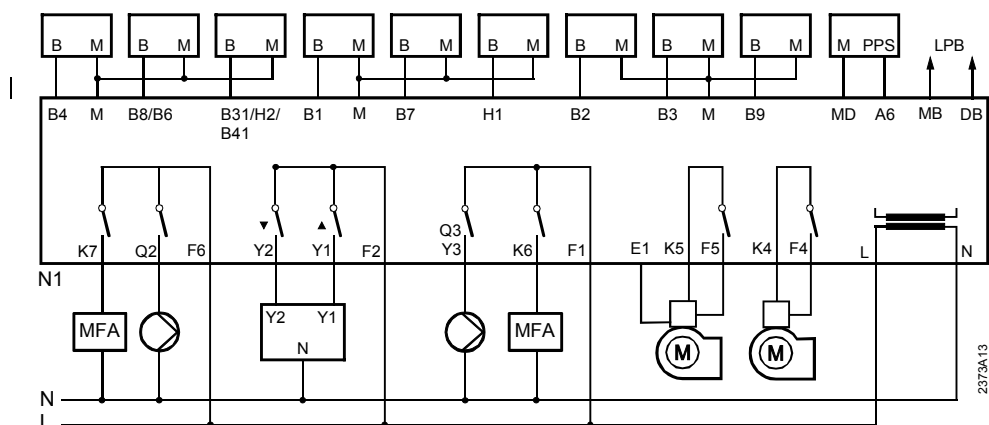 B M B M B M B M B M B M B M B M B M M PPS LPB
B4 M B8/B6 B31/H2/ B1 M B7 H1 B2 B3 M B9 MD A6 MB DB
B41
Q3
K7 Q2 F6 Y2 Y1 F2 Y3 K6 F1 E1 K5 F5 K4 F4 L N
N1
MFA Y2 Y1 MFA
N
M M
2373A13
N
L